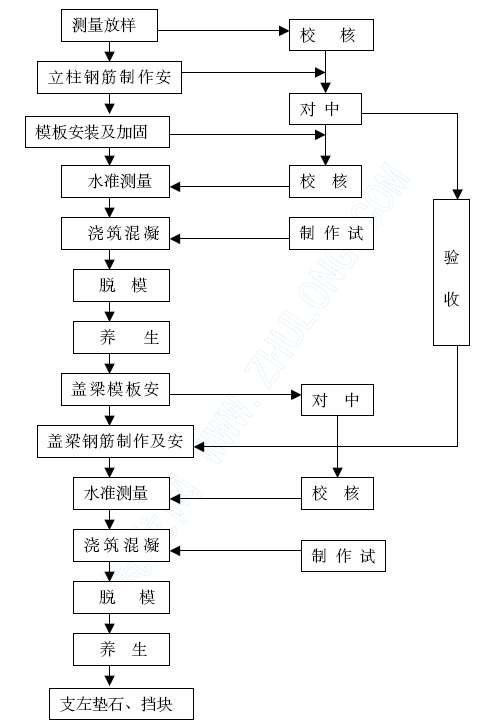 测量放样
校 核
立柱钢筋制作安
对 中
模板安装及加固
水准测量
校 核
浇筑混凝
制 作 试
验
收
脱 模
养 生
盖梁模板安
对 中
盖梁钢筋制作及安
水准测量
校 核
浇筑混凝
制 作 试
脱 模
养 生
支左垫石、挡块
WWW.ZHULONG.COM